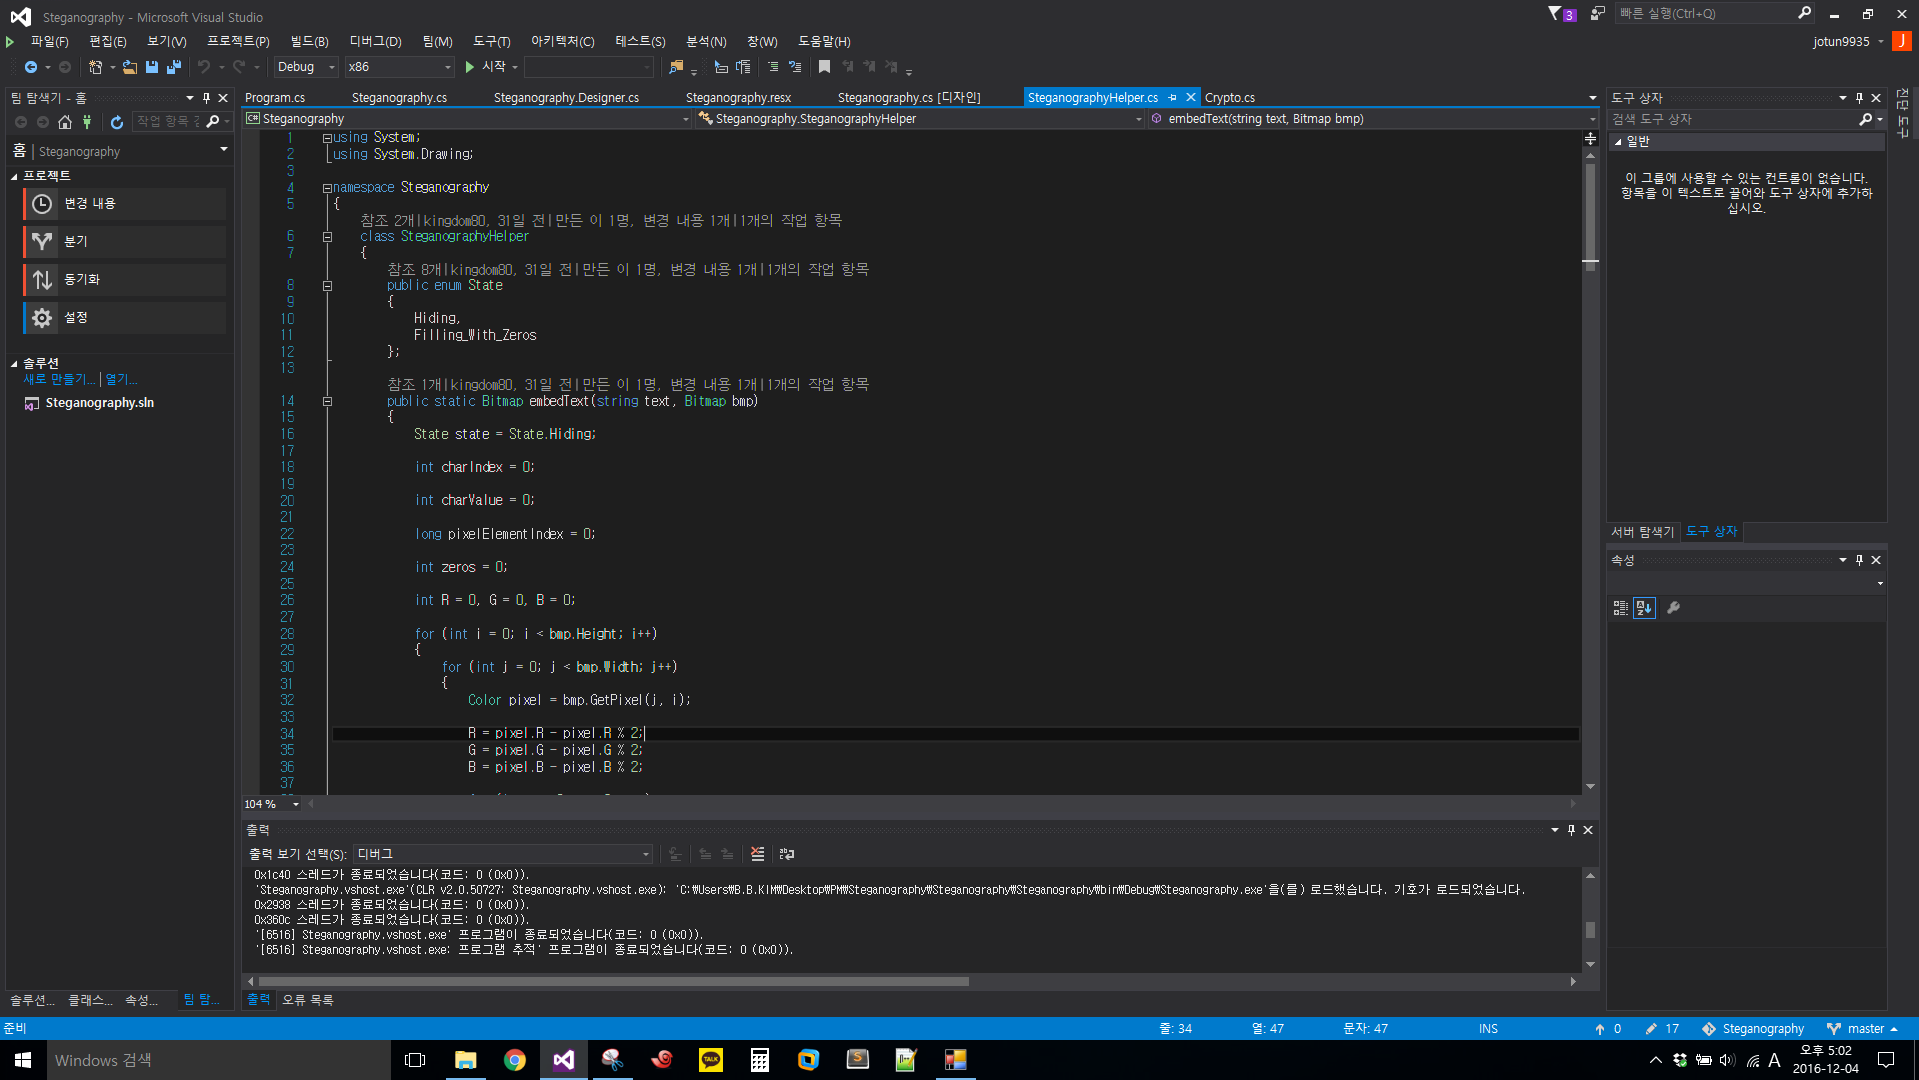 Steganography - Microsoft Visual Studio
3
빠른 실행(Ctrl+Q)
파일(F) 편집(E) 보기(V) 프로젝트(P) 빌드(B) 디버그(D) 팀(M) 도구(T) 아키텍처(C) 테스트(S) 분석(N) 창(W) 도움말(H)
jotun9935 J
Debug x86 시작
팀 탐색기 - 홈
작업 항목 검
홈 | Steganography
프로젝트
변경 내용
분기
동기화
설정
솔루션
새로 만들기... | 열기...
Steganography.sln
솔루션... 클래스... 속성... 팀 탐...
Program.cs Steganography.cs Steganography.Designer.cs Steganography.resx Steganography.cs [디자인] SteganographyHelper.cs Crypto.cs
C# Steganography Steganography.SteganographyHelper embedText(string text, Bitmap bmp)
1 using System;
2 using System.Drawing;
3
4 namespace Steganography
5 {
참조 2개|kingdom80, 31일 전|만든 이 1명, 변경 내용 1개|1개의 작업 항목
6 class SteganographyHelper
7 {
참조 8개|kingdom80, 31일 전|만든 이 1명, 변경 내용 1개|1개의 작업 항목
8 public enum State
9 {
10 Hiding,
11 Filling_With_Zeros
12 };
13
참조 1개|kingdom80, 31일 전|만든 이 1명, 변경 내용 1개|1개의 작업 항목
14 public static Bitmap embedText(string text, Bitmap bmp)
15 {
16 State state = State.Hiding;
17
18 int charIndex = 0;
19
20 int charValue = 0;
21
22 long pixelElementIndex = 0;
23
24 int zeros = 0;
25
26 int R = 0, G = 0, B = 0;
27
28 for (int i = 0; i < bmp.Height; i++)
29 {
30 for (int j = 0; j < bmp.Width; j++)
31 {
32 Color pixel = bmp.GetPixel(j, i);
33
34 R = pixel.R - pixel.R % 2;
35 G = pixel.G - pixel.G % 2;
36 B = pixel.B - pixel.B % 2;
37
104 %
출력
출력 보기 선택(S): 디버그
0x1c40 스레드가 종료되었습니다(코드: 0 (0x0)).
'Steganography.vshost.exe'(CLR v2.0.50727: Steganography.vshost.exe): 'C:₩Users₩B.B.KIM₩Desktop₩PM₩Steganography₩Steganography₩Steganography₩bin₩Debug₩Steganography.exe'을(를) 로드했습니다. 기호가 로드되었습니다.
0x2938 스레드가 종료되었습니다(코드: 0 (0x0)).
0x360c 스레드가 종료되었습니다(코드: 0 (0x0)).
'[6516] Steganography.vshost.exe' 프로그램이 종료되었습니다(코드: 0 (0x0)).
'[6516] Steganography.vshost.exe: 프로그램 추적' 프로그램이 종료되었습니다(코드: 0 (0x0)).
출력 오류 목록
도구 상자
검색 도구 상자
일반
이 그룹에 사용할 수 있는 컨트롤이 없습니다.
항목을 이 텍스트로 끌어와 도구 상자에 추가하
십시오.
서버 탐색기 도구 상자
속성
진단 도구
준비 줄: 34 열: 47 문자: 47 INS 0 17 Steganography master
Windows 검색
TALK
S
A
오후 5:02
2016-12-04